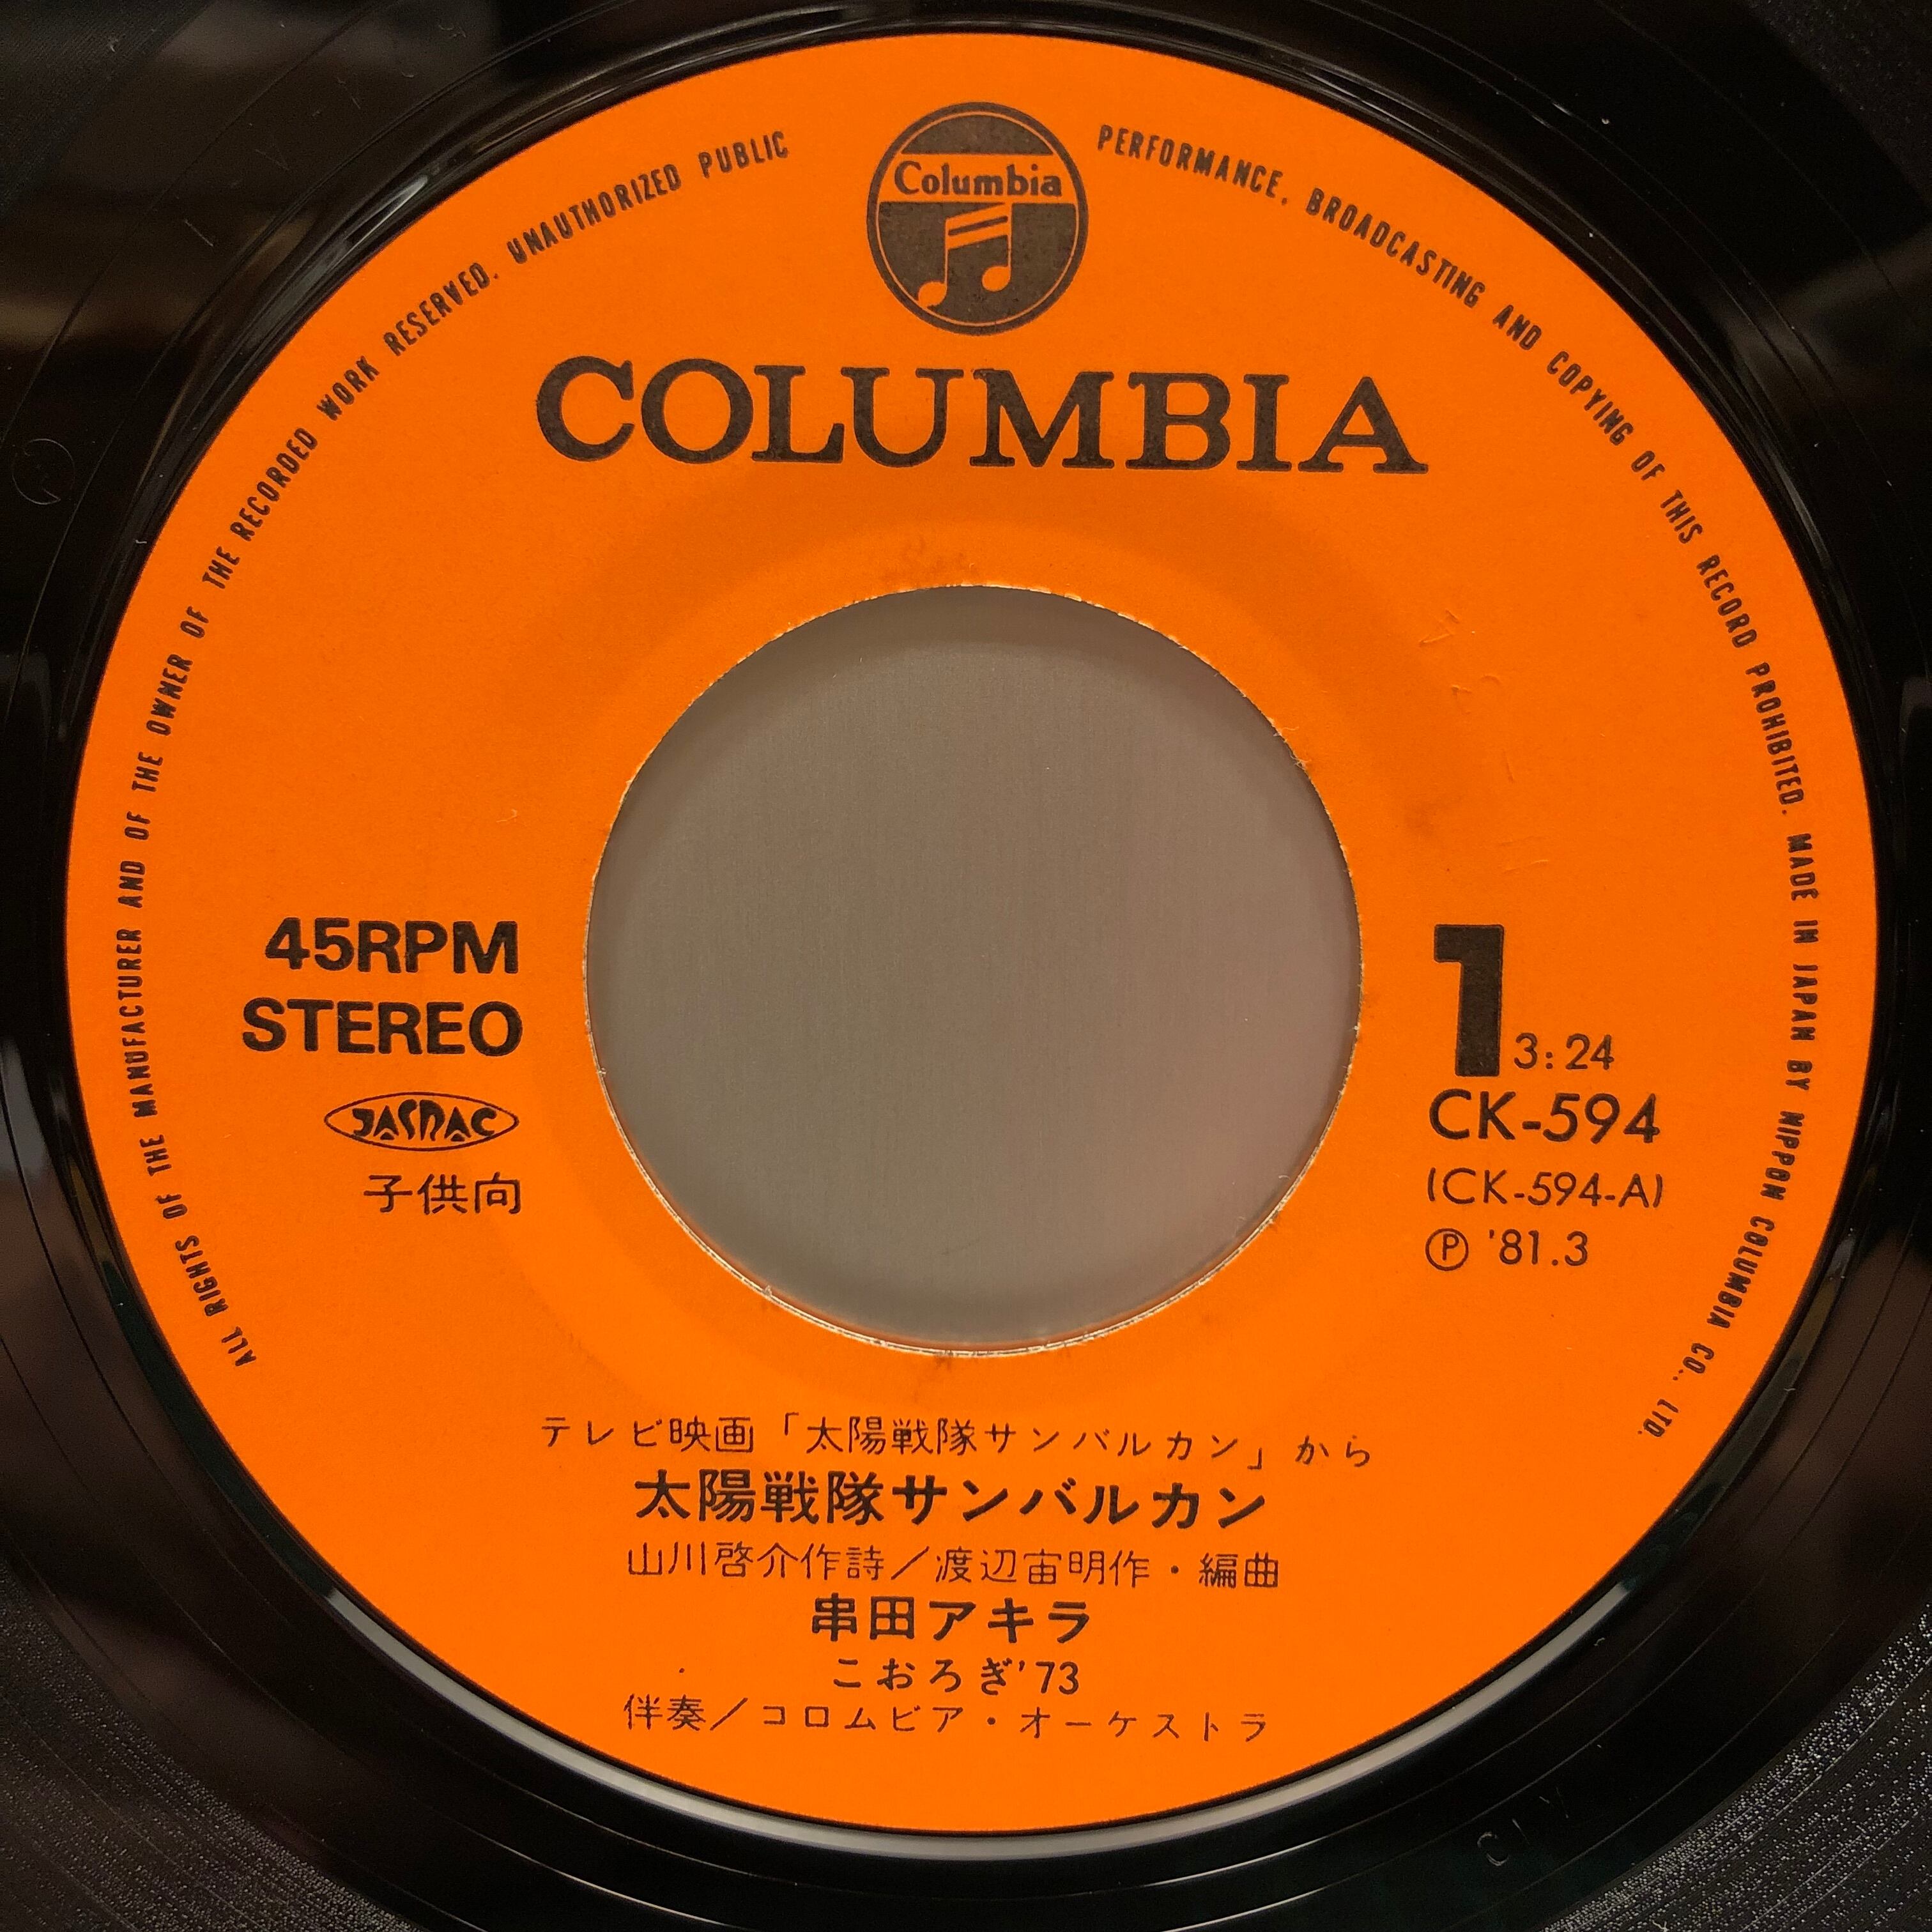 ALL RIGHTS OF THE MANUFACTURER AND OF THE OWNER OF THE RECORDED WORK RESERVED. UNAUTHORIZED PUBLIC PERFORMANCE, BROADCASTING AND COPYING OF THIS RECORD PROHIBITED. MADE IN JAPAN BY NIPPON COLUMBIA CO., LTD.
Columbia
COLUMBIA
45RPM
STEREO
JASRAC
子供向
1 3:24
CK-594
(CK-594-A)
Ⓟ '81.3
テレビ映画「太陽戦隊サンバルカン」から
太陽戦隊サンバルカン
山川啓介作詩／渡辺宙明作・編曲
串田アキラ
こおろぎ'73
伴奏／コロムビア・オーケストラ